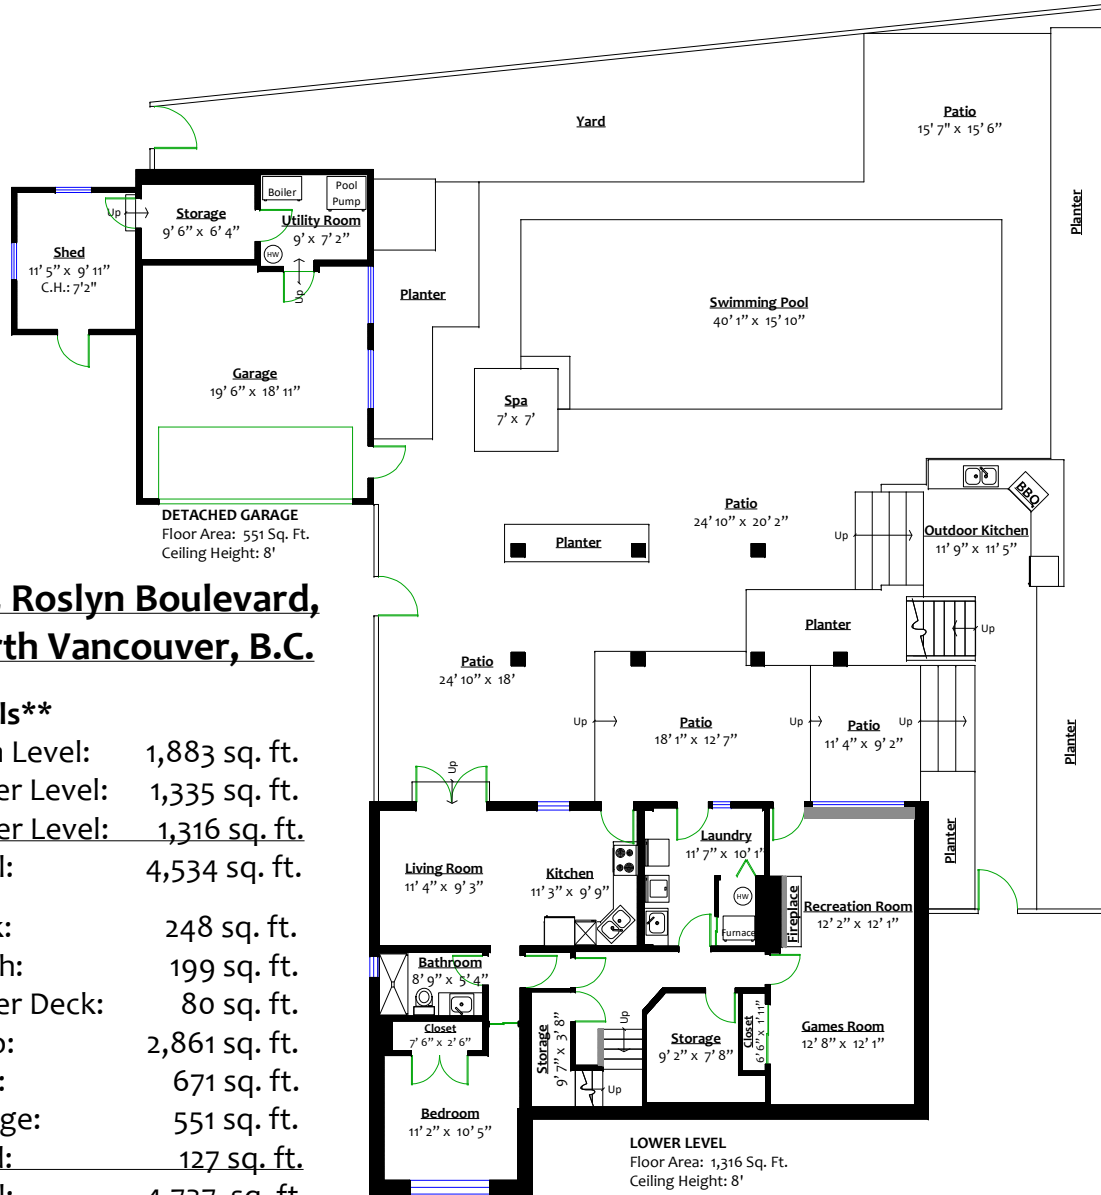 Yard
Patio
15' 7" x 15' 6"
Planter
Boiler
Pool
Pump
Up
Storage
9' 6" x 6' 4"
Utility Room
9' x 7' 2"
HW
Shed
11' 5" x 9' 11"
C.H.: 7'2"
Up
Planter
Swimming Pool
40' 1" x 15' 10"
Garage
19' 6" x 18' 11"
Spa
7' x 7'
BBQ
DETACHED GARAGE
Floor Area: 551 Sq. Ft.
Ceiling Height: 8'
Patio
24' 10" x 20' 2"
Up
Outdoor Kitchen
11' 9" x 11' 5"
Planter
Roslyn Boulevard,
rth Vancouver, B.C.
Planter
Up
Patio
24' 10" x 18'
Up
Patio
18' 1" x 12' 7"
Up
Patio
11' 4" x 9' 2"
Up
Planter
ls**
Level: 1,883 sq. ft.
er Level: 1,335 sq. ft.
er Level: 1,316 sq. ft.
l: 4,534 sq. ft.
k: 248 sq. ft.
h: 199 sq. ft.
er Deck: 80 sq. ft.
o: 2,861 sq. ft.
: 671 sq. ft.
ge: 551 sq. ft.
l: 127 sq. ft.
l: 4,737 sq. ft.
Up
Living Room
11' 4" x 9' 3"
Kitchen
11' 3" x 9' 9"
Laundry
11' 7" x 10' 1"
HW
Furnace
Fireplace
Recreation Room
12' 2" x 12' 1"
Planter
Bathroom
8' 9" x 5' 4"
Closet
7' 6" x 2' 6"
Storage
9' 7" x 3' 8"
Up
Up
Storage
9' 2" x 7' 8"
Closet
6' 6" x 1' 11"
Games Room
12' 8" x 12' 1"
Bedroom
11' 2" x 10' 5"
LOWER LEVEL
Floor Area: 1,316 Sq. Ft.
Ceiling Height: 8'